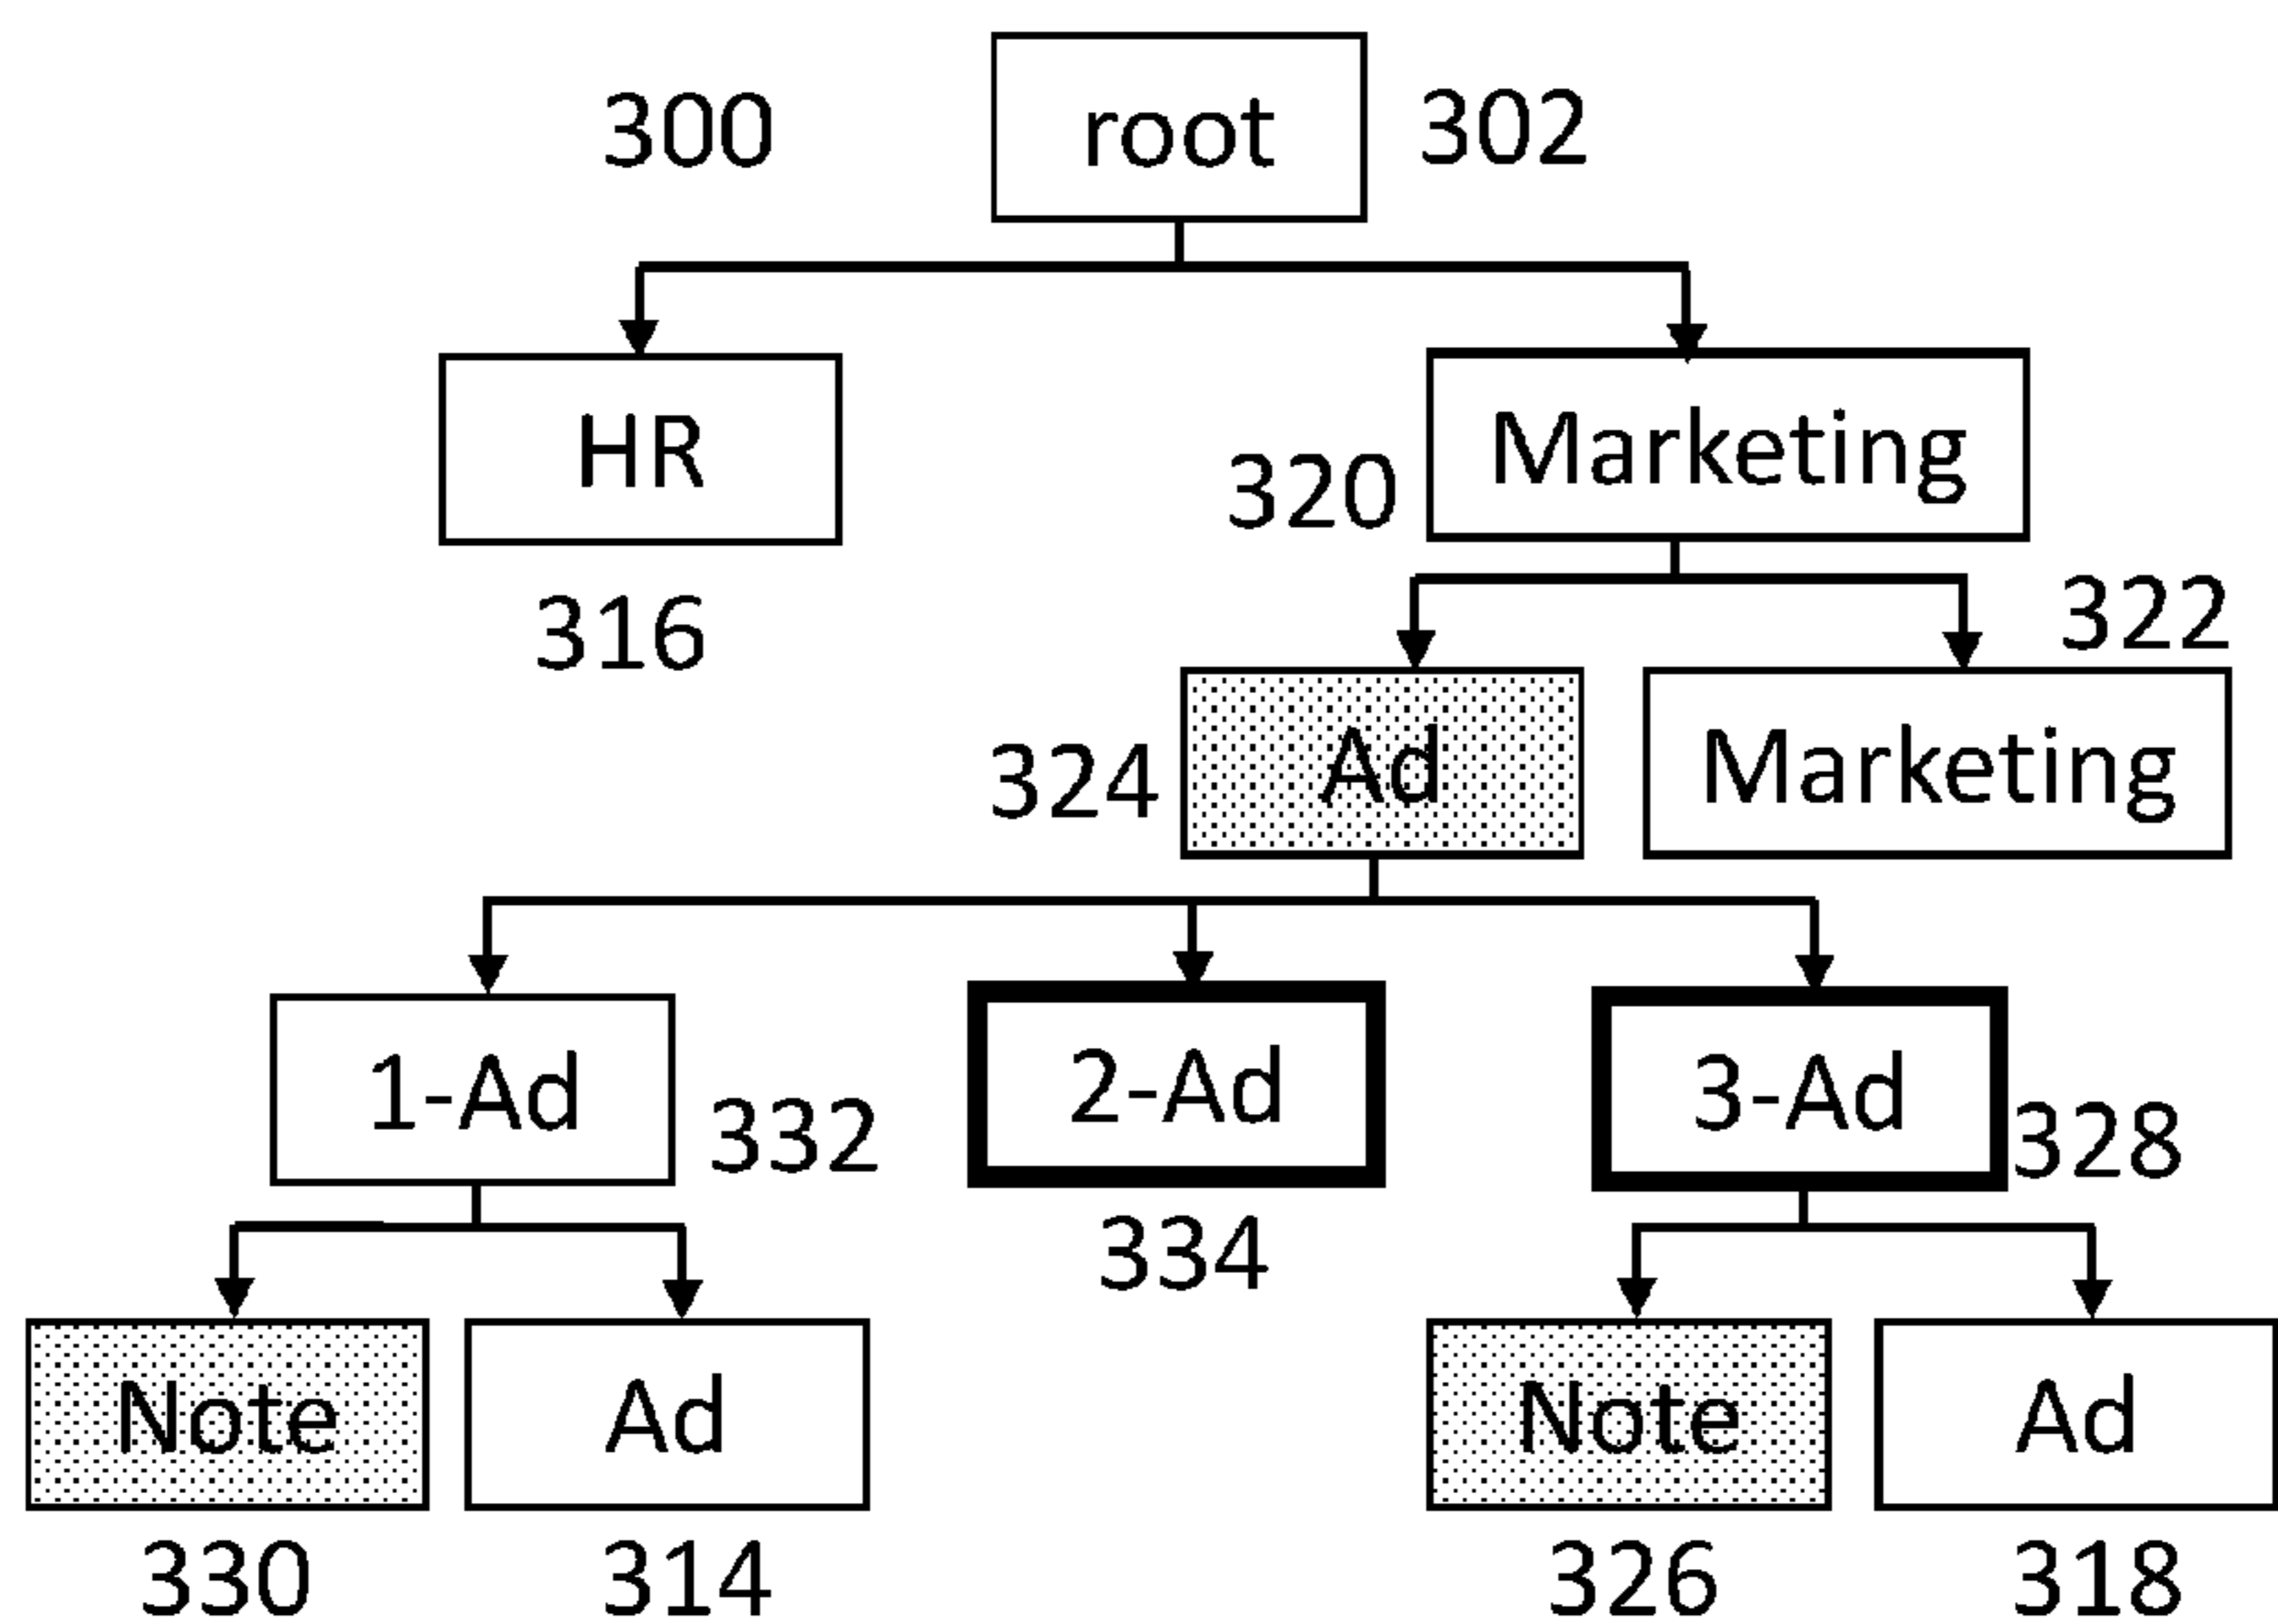 300
root
302
HR
316
320
Marketing
322
324
Ad
Marketing
1-Ad
332
2-Ad
334
3-Ad
328
Note
330
Ad
314
Note
326
Ad
318